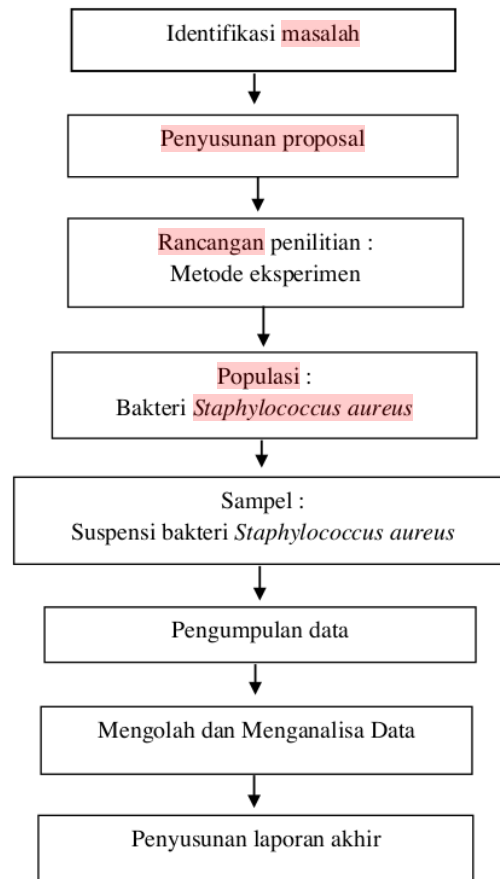 Identifikasi masalah
Penyusunan proposal
Rancangan penilitian :
Metode eksperimen
Populasi :
Bakteri Staphylococcus aureus
Sampel :
Suspensi bakteri Staphylococcus aureus
Pengumpulan data
Mengolah dan Menganalisa Data
Penyusunan laporan akhir